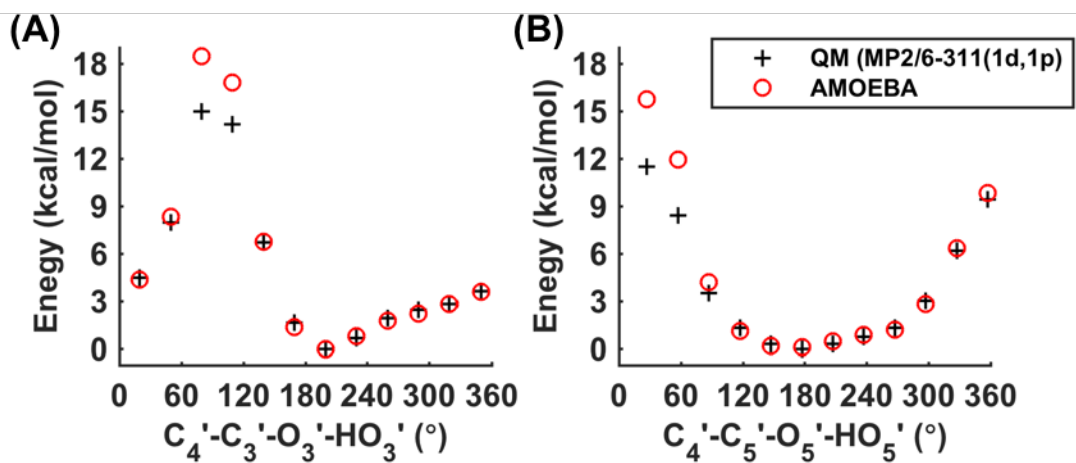 (A)
Enegy (kcal/mol)
18
15
12
9
6
3
0
0 60 120 180 240 300 360
C₄'-C₃'-O₃'-HO₃' (°)
(B)
Enegy (kcal/mol)
18
15
12
9
6
3
0
0 60 120 180 240 300 360
C₄'-C₅'-O₅'-HO₅' (°)
QM (MP2/6-311(1d,1p)
AMOEBA